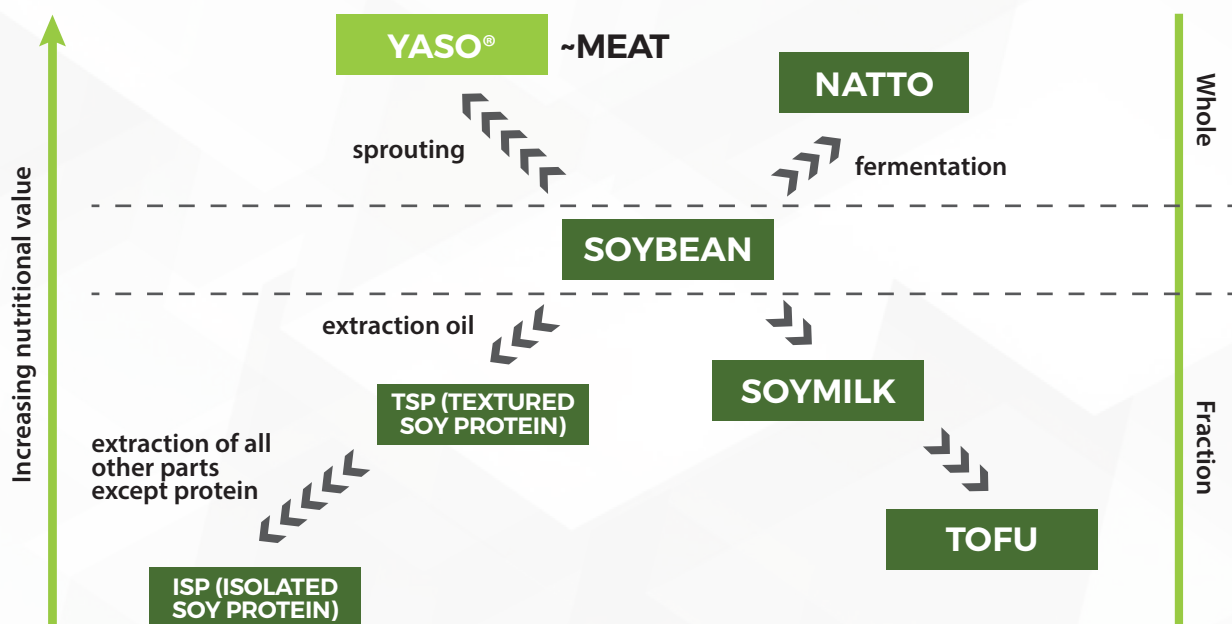 YASO®
~MEAT
NATTO
Whole
sprouting
fermentation
SOYBEAN
Increasing nutritional value
extraction oil
SOYMILK
TSP (TEXTURED
SOY PROTEIN)
Fraction
extraction of all
other parts
except protein
TOFU
ISP (ISOLATED
SOY PROTEIN)